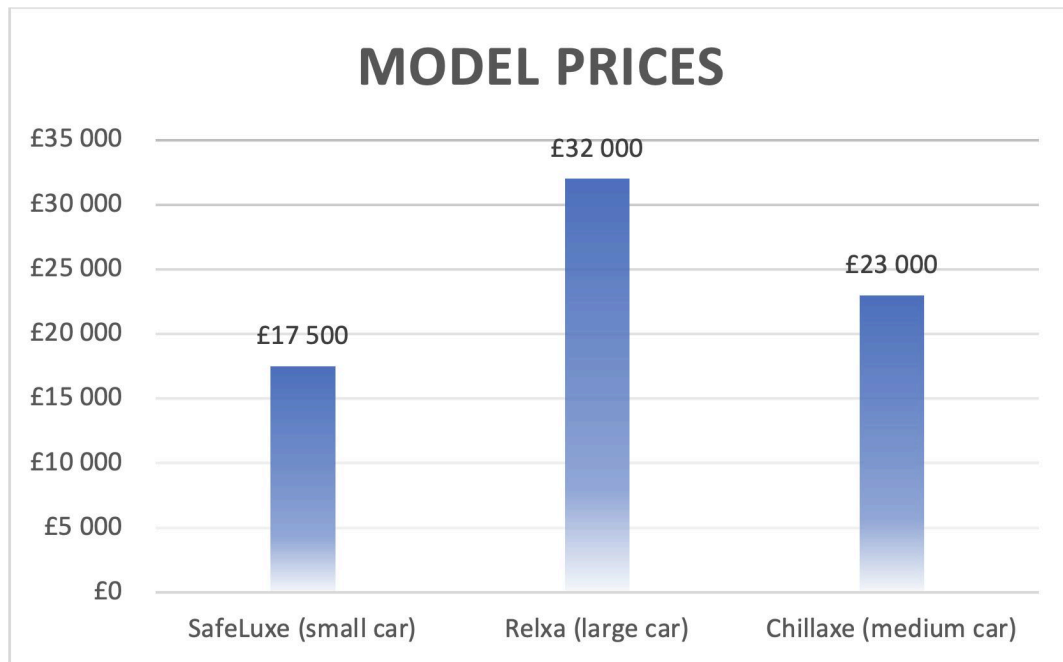 MODEL PRICES
£35 000
£32 000
£30 000
£25 000
£23 000
£20 000
£17 500
£15 000
£10 000
£5 000
£0
SafeLuxe (small car)
Relxa (large car)
Chillaxe (medium car)